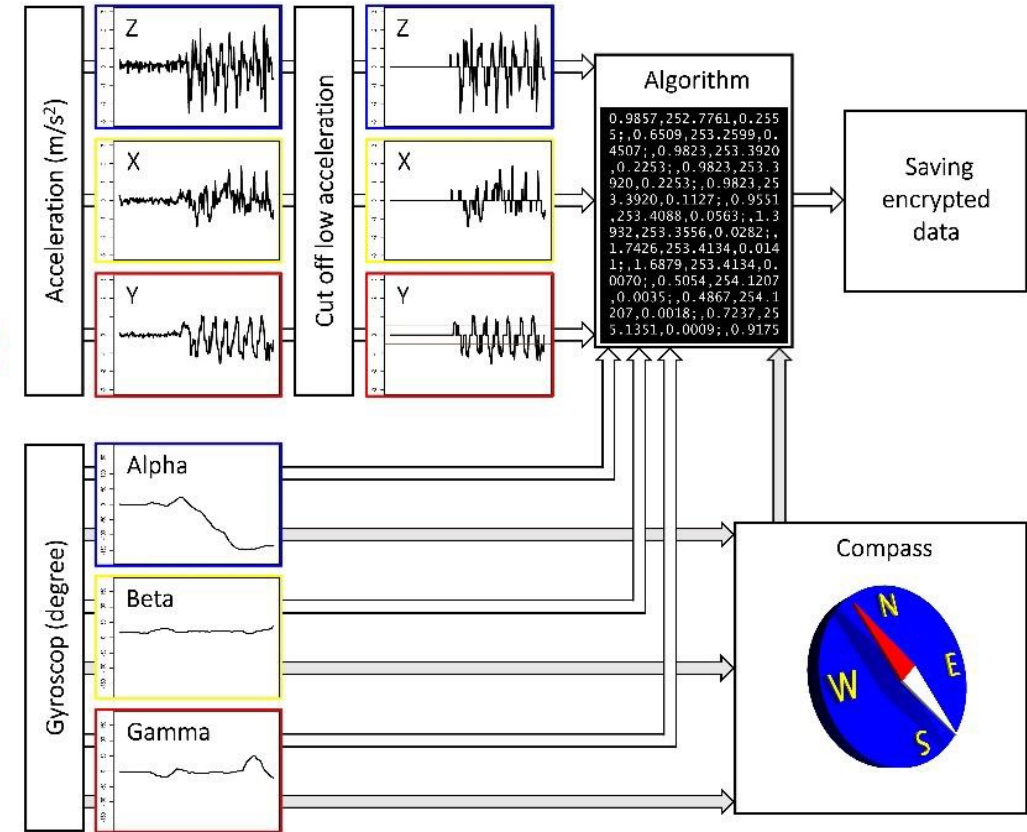 Acceleration (m/s²)
Z
X
Y
Cut off low acceleration
Z
X
Y
Algorithm
0.9857,252.7761,0.255
5;,0.6509,253.2599,0.
4507;,0.9823,253.3920
,0.2253;,0.9823,253.3
920,0.2253;,0.9823,25
3.3920,0.1127;,0.9551
,253.4088,0.0563;,1.3
932,253.3556,0.0282;,
1.7426,253.4134,0.014
1;,1.6879,253.4134,0.
0070;,0.5054,254.1207
,0.0035;,0.4867,254.1
207,0.0018;,0.7237,25
5.1351,0.0009;,0.9175
Saving
encrypted
data
Gyroscop (degree)
Alpha
Beta
Gamma
Compass
N
E
W
S